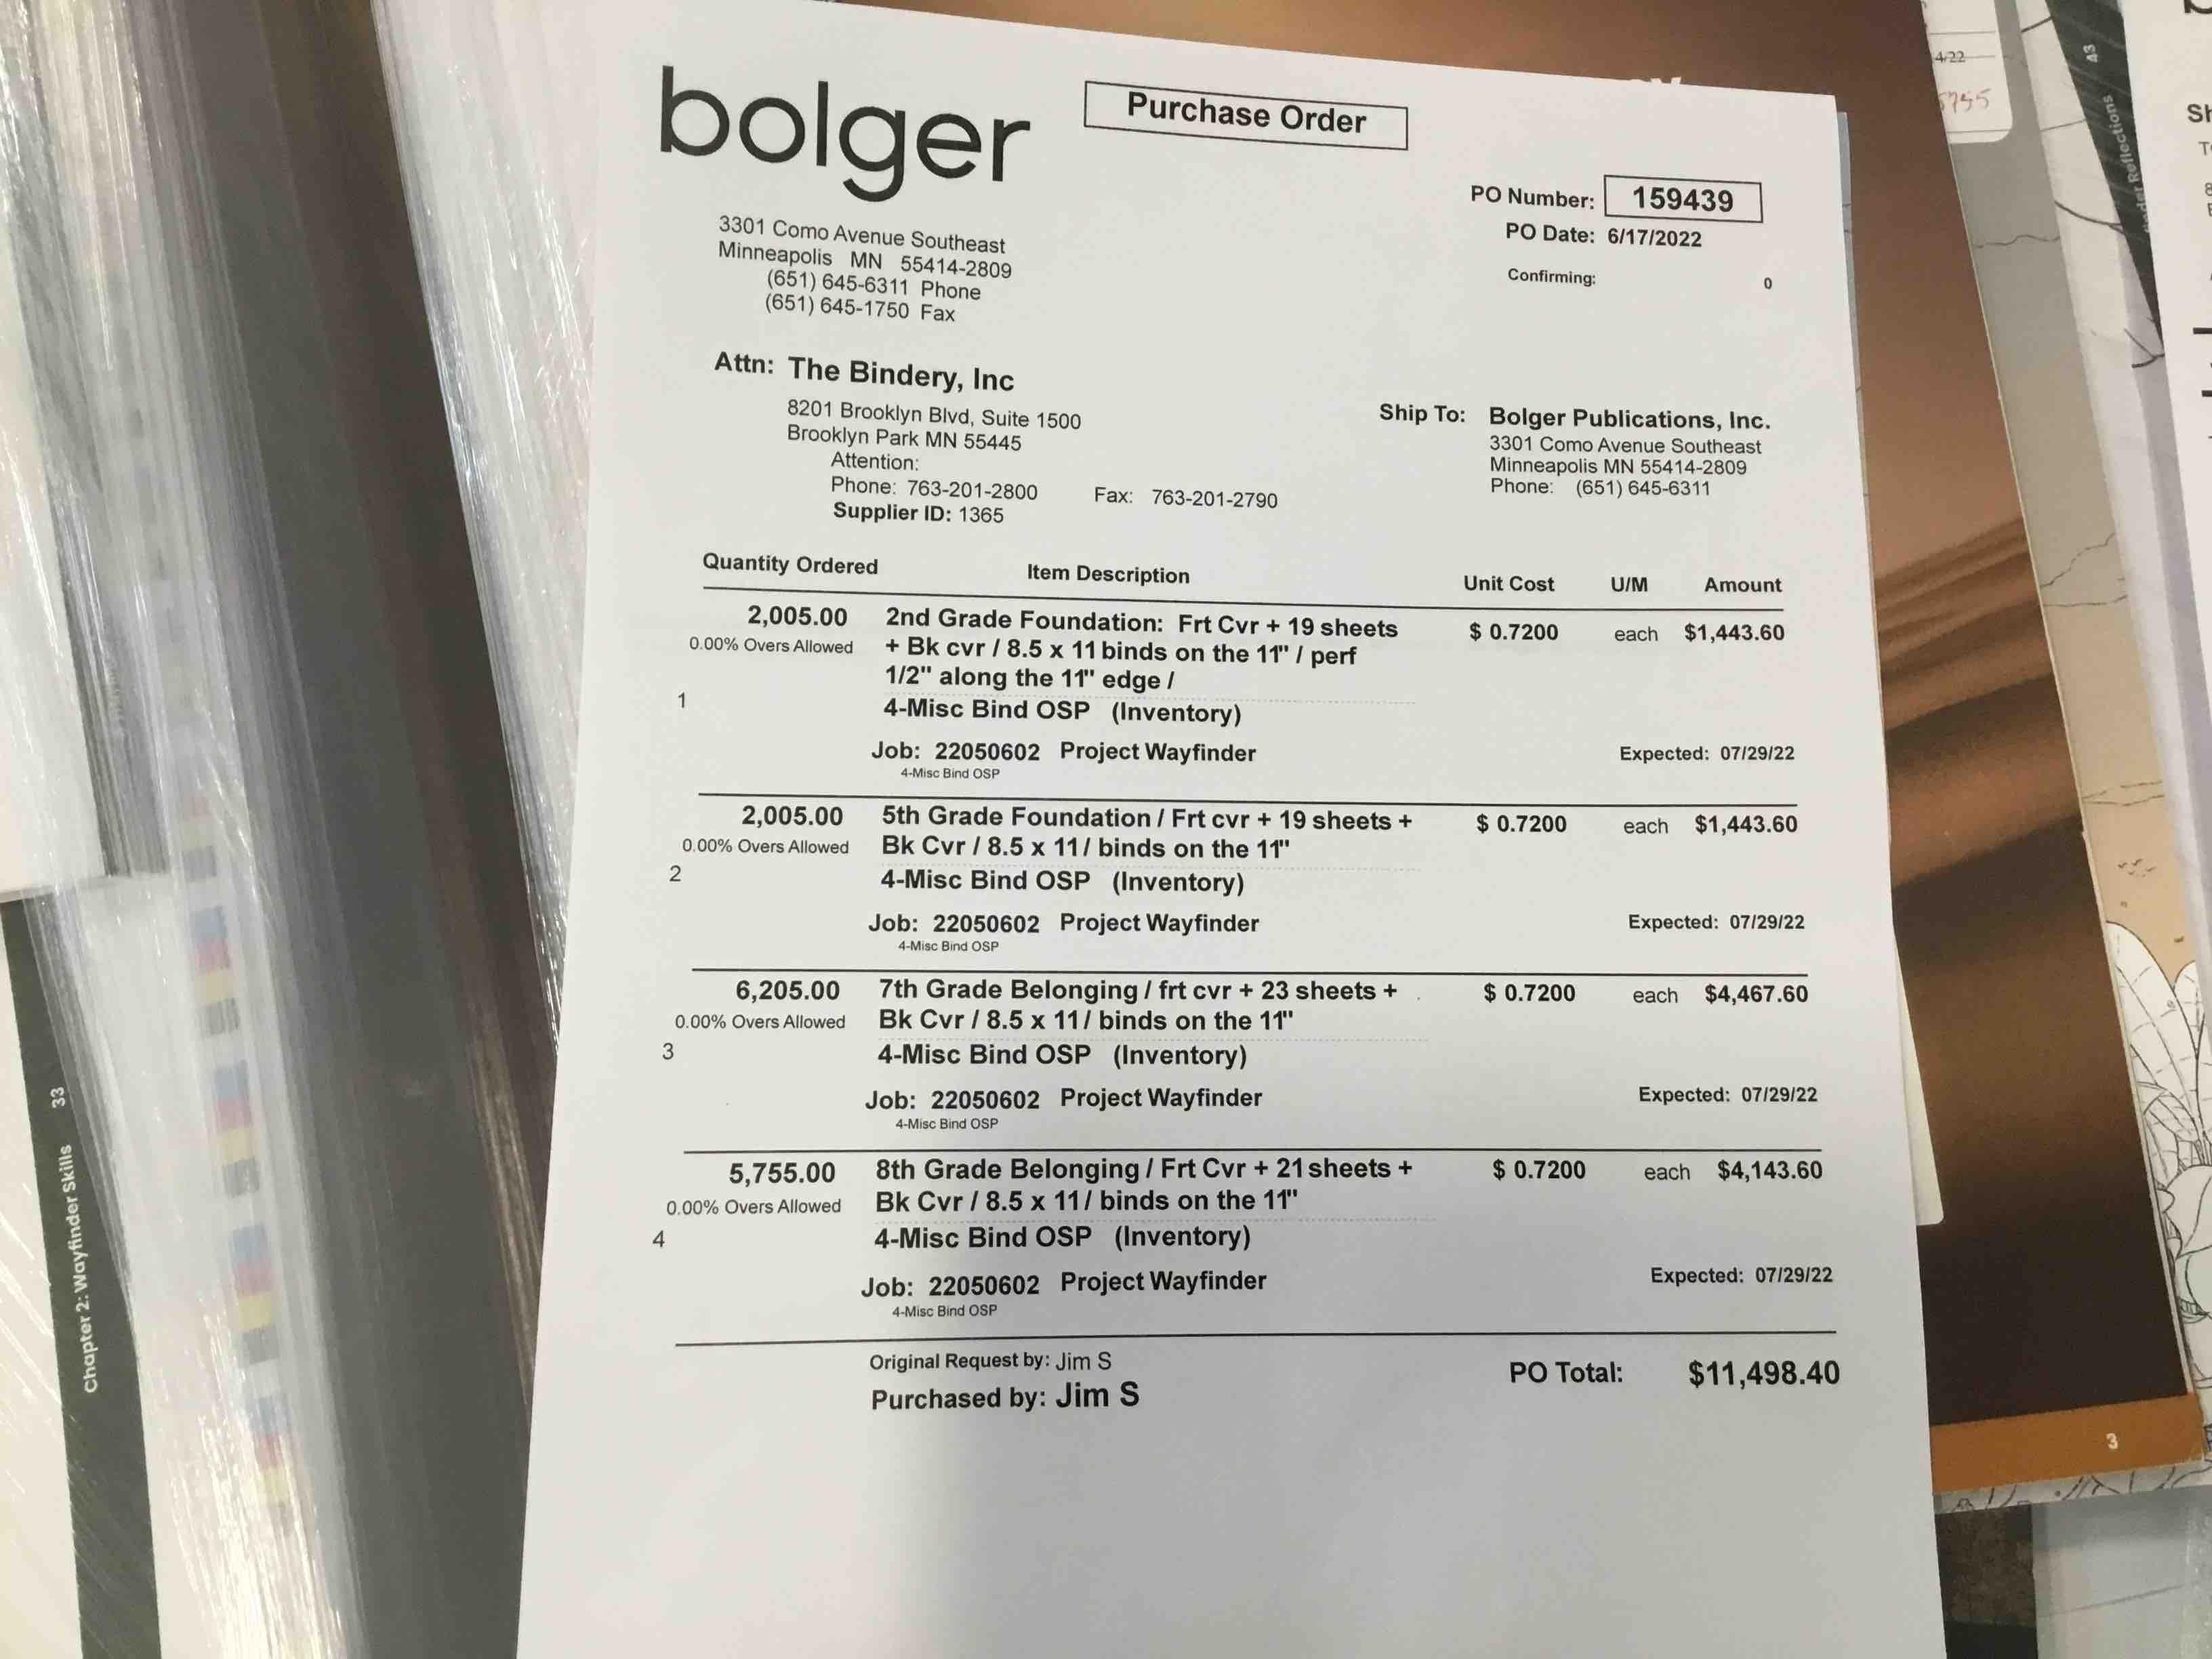 bolger
Purchase Order
PO Number: 159439
PO Date: 6/17/2022
Confirming: 0
3301 Como Avenue Southeast
Minneapolis MN 55414-2809
(651) 645-6311 Phone
(651) 645-1750 Fax
Attn: The Bindery, Inc
8201 Brooklyn Blvd, Suite 1500
Brooklyn Park MN 55445
Attention:
Phone: 763-201-2800 Fax: 763-201-2790
Supplier ID: 1365
Ship To: Bolger Publications, Inc.
3301 Como Avenue Southeast
Minneapolis MN 55414-2809
Phone: (651) 645-6311
Quantity Ordered Item Description Unit Cost U/M Amount
2,005.00 2nd Grade Foundation: Frt Cvr + 19 sheets $ 0.7200 each $1,443.60
0.00% Overs Allowed + Bk cvr / 8.5 x 11 binds on the 11" / perf
1/2" along the 11" edge /
1 4-Misc Bind OSP (Inventory)
Job: 22050602 Project Wayfinder Expected: 07/29/22
4-Misc Bind OSP
2,005.00 5th Grade Foundation / Frt cvr + 19 sheets + $ 0.7200 each $1,443.60
0.00% Overs Allowed Bk Cvr / 8.5 x 11 / binds on the 11"
2 4-Misc Bind OSP (Inventory)
Job: 22050602 Project Wayfinder Expected: 07/29/22
4-Misc Bind OSP
6,205.00 7th Grade Belonging / frt cvr + 23 sheets + $ 0.7200 each $4,467.60
0.00% Overs Allowed Bk Cvr / 8.5 x 11 / binds on the 11"
3 4-Misc Bind OSP (Inventory)
Job: 22050602 Project Wayfinder Expected: 07/29/22
4-Misc Bind OSP
5,755.00 8th Grade Belonging / Frt Cvr + 21 sheets + $ 0.7200 each $4,143.60
0.00% Overs Allowed Bk Cvr / 8.5 x 11 / binds on the 11"
4 4-Misc Bind OSP (Inventory)
Job: 22050602 Project Wayfinder Expected: 07/29/22
4-Misc Bind OSP
Original Request by: Jim S
Purchased by: Jim S
PO Total: $11,498.40
Chapter 2: Wayfinder Skills 33
Reflections 43
4/22
3